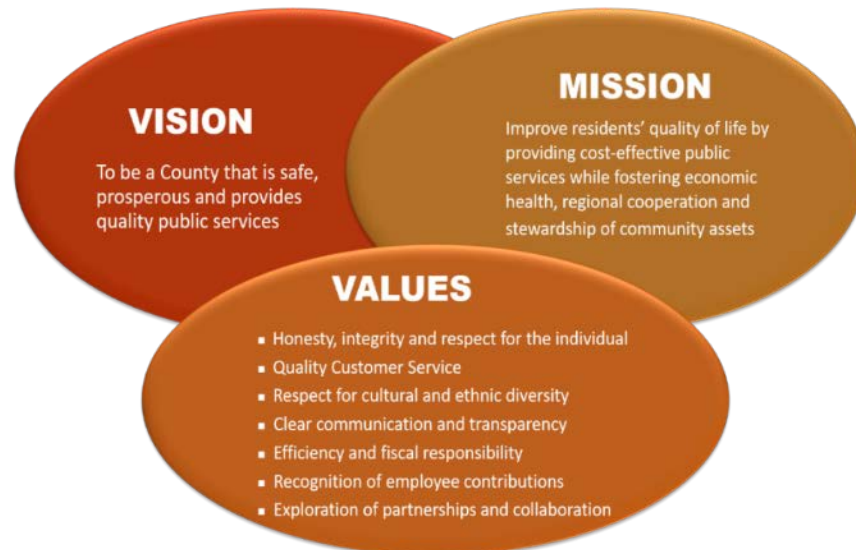 VISION
To be a County that is safe,
prosperous and provides
quality public services
MISSION
Improve residents’ quality of life by
providing cost-effective public
services while fostering economic
health, regional cooperation and
stewardship of community assets
VALUES
▪ Honesty, integrity and respect for the individual
▪ Quality Customer Service
▪ Respect for cultural and ethnic diversity
▪ Clear communication and transparency
▪ Efficiency and fiscal responsibility
▪ Recognition of employee contributions
▪ Exploration of partnerships and collaboration